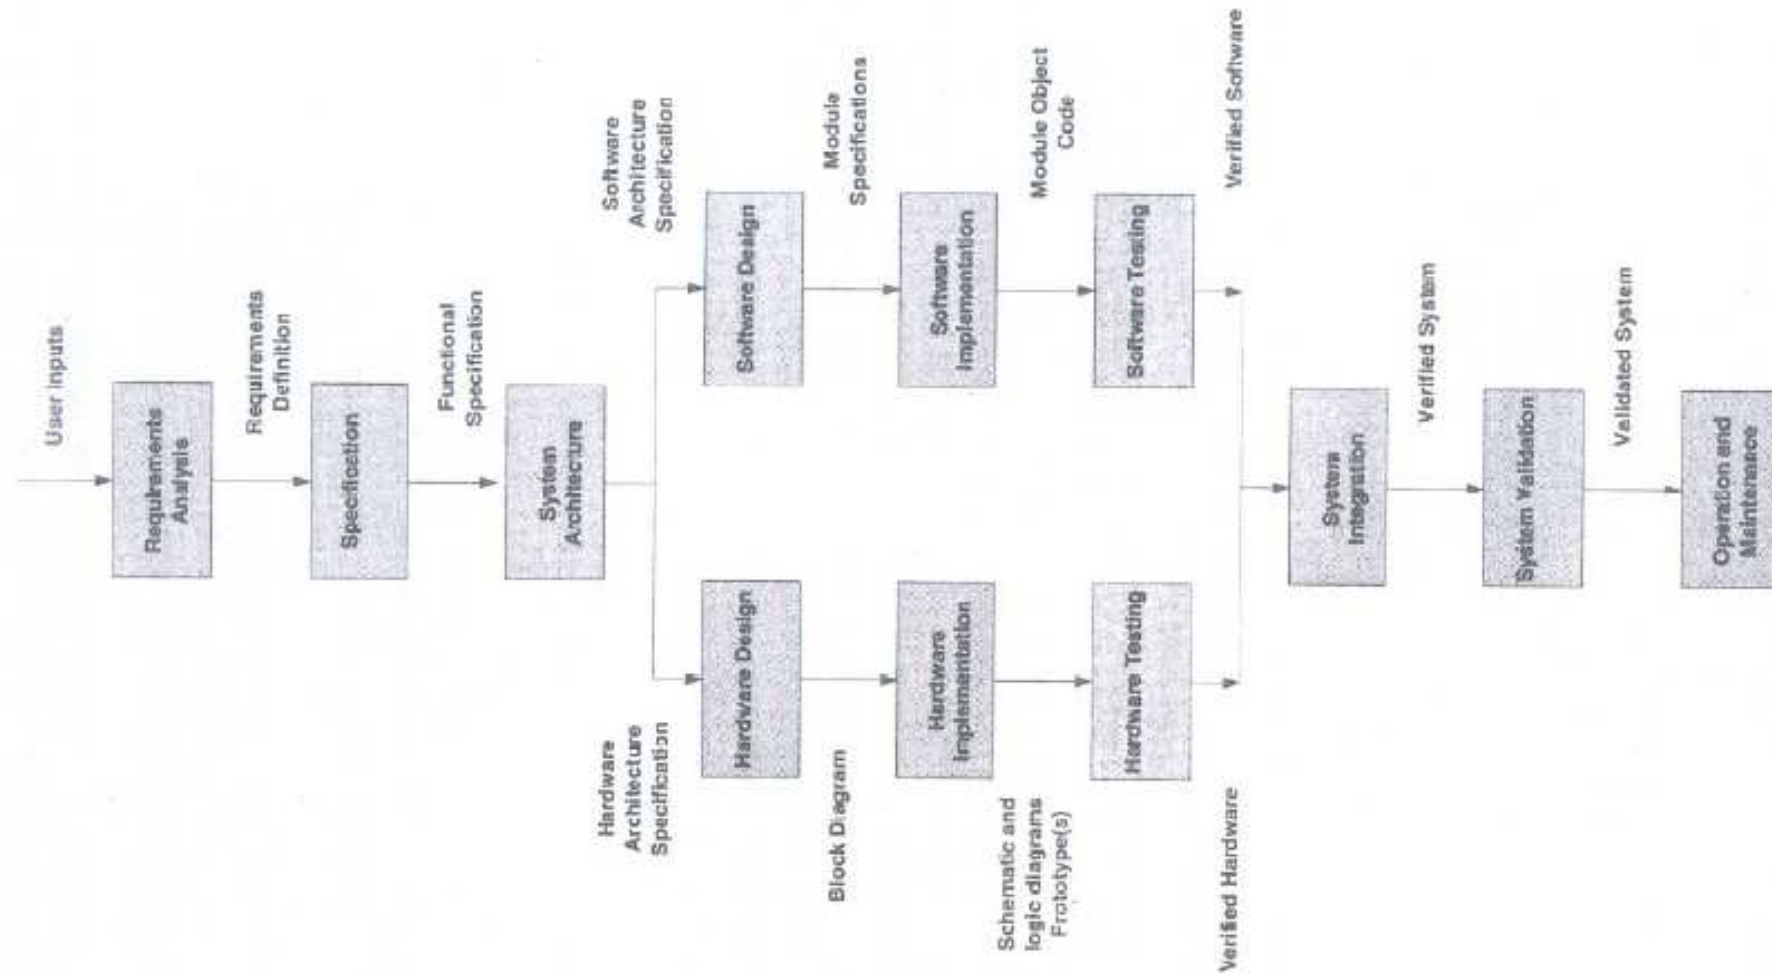 User Inputs
Requirements
Analysis
Requirements
Definition
Specification
Functional
Specification
System
Architecture
Hardware
Architecture
Specification
Software
Architecture
Specification
Hardware Design
Software Design
Block Diagram
Module
Specifications
Hardware
Implementation
Software
Implementation
Schematic and
logic diagrams
Prototype(s)
Module Object
Code
Hardware Testing
Software Testing
Verified Hardware
Verified Software
System
Integration
Verified System
System Validation
Validated System
Operation and
Maintenance